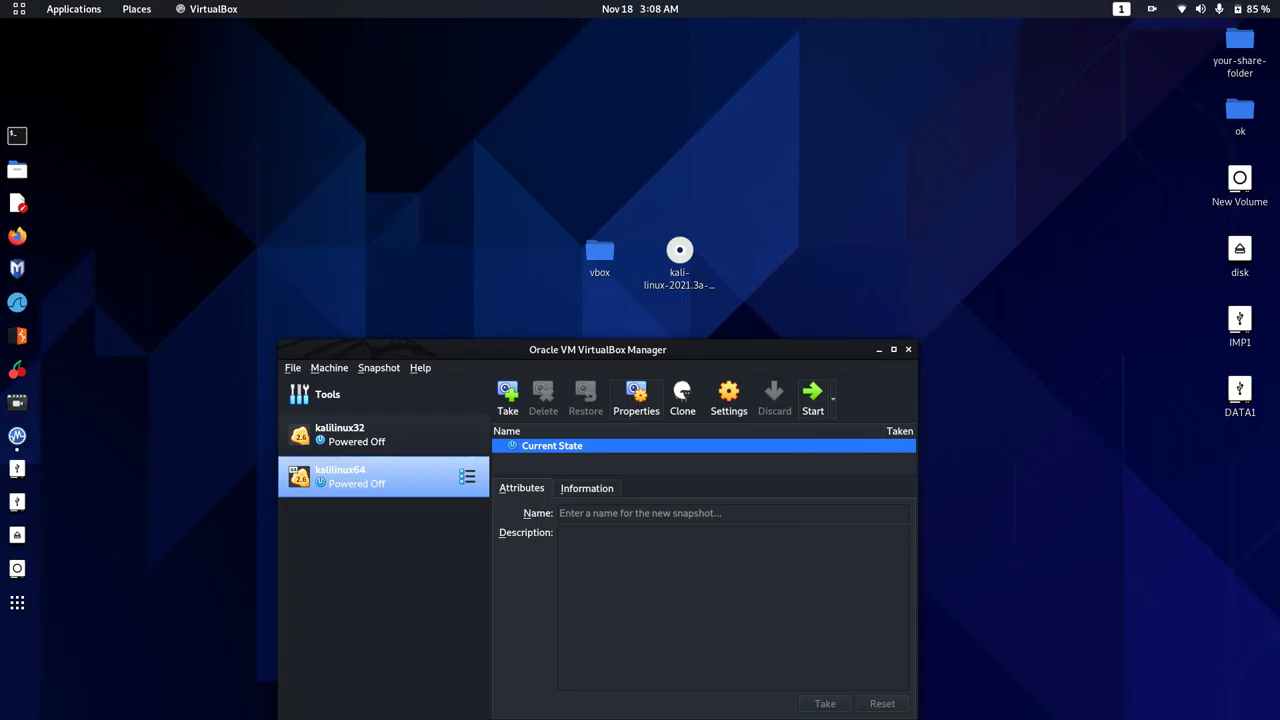 Applications Places VirtualBox Nov 18 3:08 AM 1 85 %
your-share-
folder
ok
New Volume
disk
IMP1
DATA1
vbox
kali-
linux-2021.3a-...
Oracle VM VirtualBox Manager
File Machine Snapshot Help
Tools
kalilinux32
Powered Off
kalilinux64
Powered Off
Take Delete Restore Properties Clone Settings Discard Start
Name Taken
Current State
Attributes Information
Name: Enter a name for the new snapshot...
Description:
Take Reset